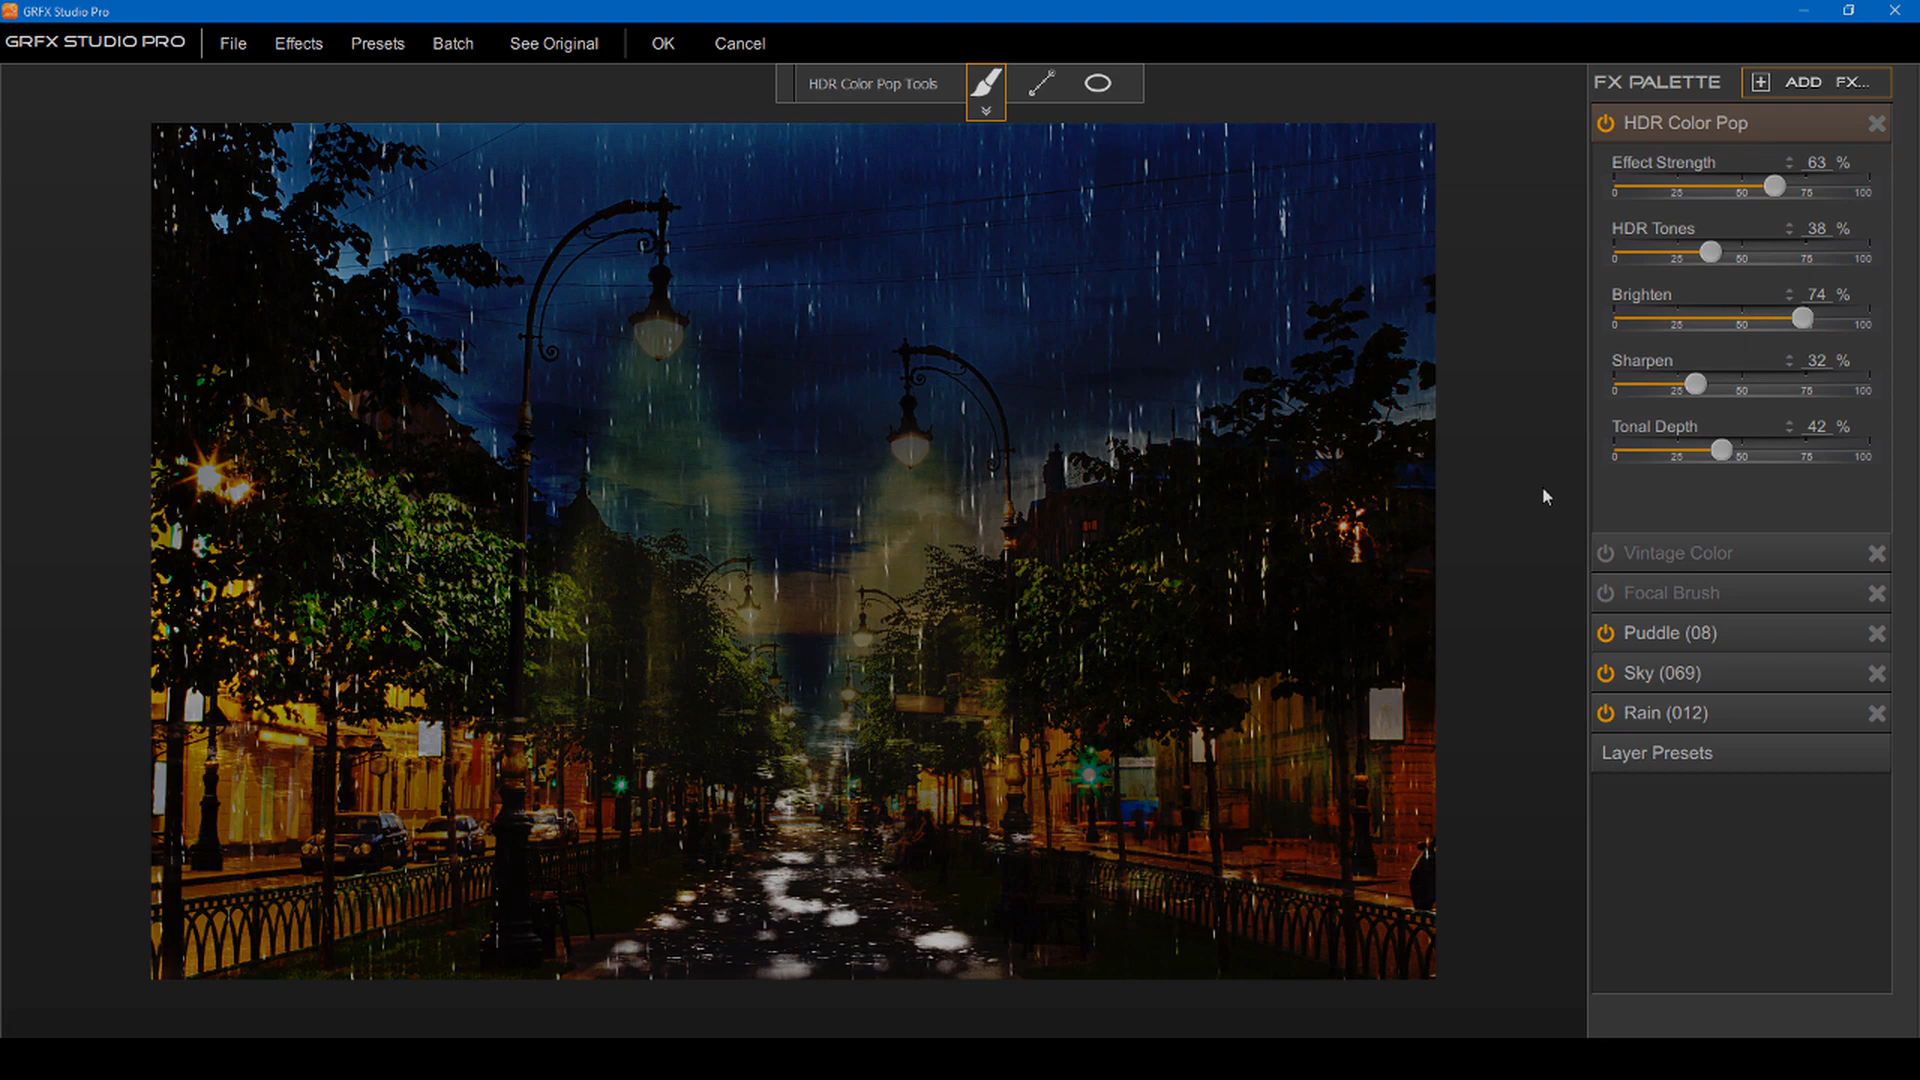 GRFX Studio Pro
GRFX STUDIO PRO File Effects Presets Batch See Original OK Cancel
HDR Color Pop Tools
FX PALETTE ADD FX...
HDR Color Pop
Effect Strength 63 %
0 25 50 75 100
HDR Tones 38 %
0 25 50 75 100
Brighten 74 %
0 25 50 75 100
Sharpen 32 %
0 25 50 75 100
Tonal Depth 42 %
0 25 50 75 100
Vintage Color
Focal Brush
Puddle (08)
Sky (069)
Rain (012)
Layer Presets